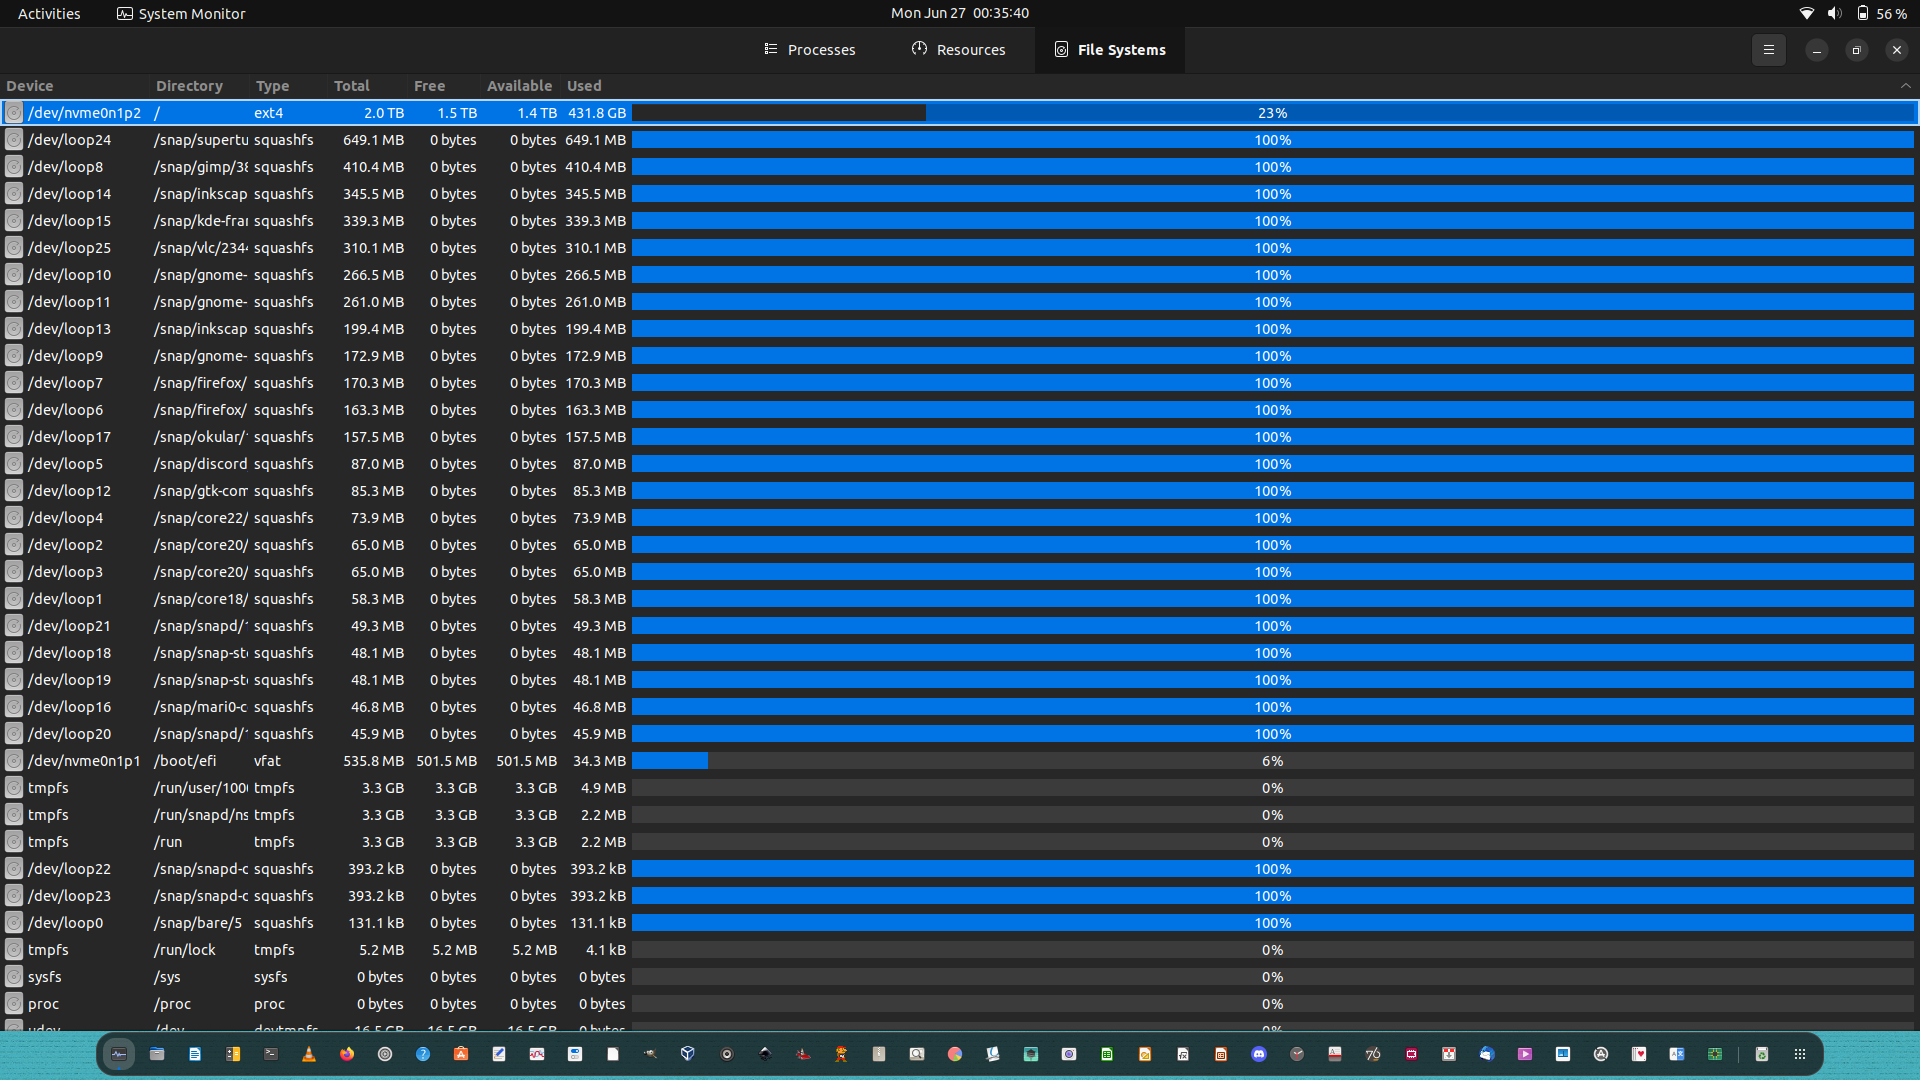 Activities System Monitor Mon Jun 27 00:35:40 56 %
Processes Resources File Systems
Device Directory Type Total Free Available Used
/dev/nvme0n1p2 / ext4 2.0 TB 1.5 TB 1.4 TB 431.8 GB 23%
/dev/loop24 /snap/supertu squashfs 649.1 MB 0 bytes 0 bytes 649.1 MB 100%
/dev/loop8 /snap/gimp/38 squashfs 410.4 MB 0 bytes 0 bytes 410.4 MB 100%
/dev/loop14 /snap/inkscap squashfs 345.5 MB 0 bytes 0 bytes 345.5 MB 100%
/dev/loop15 /snap/kde-frar squashfs 339.3 MB 0 bytes 0 bytes 339.3 MB 100%
/dev/loop25 /snap/vlc/2344 squashfs 310.1 MB 0 bytes 0 bytes 310.1 MB 100%
/dev/loop10 /snap/gnome- squashfs 266.5 MB 0 bytes 0 bytes 266.5 MB 100%
/dev/loop11 /snap/gnome- squashfs 261.0 MB 0 bytes 0 bytes 261.0 MB 100%
/dev/loop13 /snap/inkscap squashfs 199.4 MB 0 bytes 0 bytes 199.4 MB 100%
/dev/loop9 /snap/gnome- squashfs 172.9 MB 0 bytes 0 bytes 172.9 MB 100%
/dev/loop7 /snap/firefox/ squashfs 170.3 MB 0 bytes 0 bytes 170.3 MB 100%
/dev/loop6 /snap/firefox/ squashfs 163.3 MB 0 bytes 0 bytes 163.3 MB 100%
/dev/loop17 /snap/okular/ squashfs 157.5 MB 0 bytes 0 bytes 157.5 MB 100%
/dev/loop5 /snap/discord squashfs 87.0 MB 0 bytes 0 bytes 87.0 MB 100%
/dev/loop12 /snap/gtk-com squashfs 85.3 MB 0 bytes 0 bytes 85.3 MB 100%
/dev/loop4 /snap/core22/ squashfs 73.9 MB 0 bytes 0 bytes 73.9 MB 100%
/dev/loop2 /snap/core20/ squashfs 65.0 MB 0 bytes 0 bytes 65.0 MB 100%
/dev/loop3 /snap/core20/ squashfs 65.0 MB 0 bytes 0 bytes 65.0 MB 100%
/dev/loop1 /snap/core18/ squashfs 58.3 MB 0 bytes 0 bytes 58.3 MB 100%
/dev/loop21 /snap/snapd/1 squashfs 49.3 MB 0 bytes 0 bytes 49.3 MB 100%
/dev/loop18 /snap/snap-sto squashfs 48.1 MB 0 bytes 0 bytes 48.1 MB 100%
/dev/loop19 /snap/snap-sto squashfs 48.1 MB 0 bytes 0 bytes 48.1 MB 100%
/dev/loop16 /snap/mari0-c squashfs 46.8 MB 0 bytes 0 bytes 46.8 MB 100%
/dev/loop20 /snap/snapd/1 squashfs 45.9 MB 0 bytes 0 bytes 45.9 MB 100%
/dev/nvme0n1p1 /boot/efi vfat 535.8 MB 501.5 MB 501.5 MB 34.3 MB 6%
tmpfs /run/user/1000 tmpfs 3.3 GB 3.3 GB 3.3 GB 4.9 MB 0%
tmpfs /run/snapd/ns tmpfs 3.3 GB 3.3 GB 3.3 GB 2.2 MB 0%
tmpfs /run tmpfs 3.3 GB 3.3 GB 3.3 GB 2.2 MB 0%
/dev/loop22 /snap/snapd-c squashfs 393.2 kB 0 bytes 0 bytes 393.2 kB 100%
/dev/loop23 /snap/snapd-c squashfs 393.2 kB 0 bytes 0 bytes 393.2 kB 100%
/dev/loop0 /snap/bare/5 squashfs 131.1 kB 0 bytes 0 bytes 131.1 kB 100%
tmpfs /run/lock tmpfs 5.2 MB 5.2 MB 5.2 MB 4.1 kB 0%
sysfs /sys sysfs 0 bytes 0 bytes 0 bytes 0 bytes 0%
proc /proc proc 0 bytes 0 bytes 0 bytes 0 bytes 0%
udev /dev devtmpfs 16.5 GB 16.5 GB 16.5 GB 0 bytes 0%